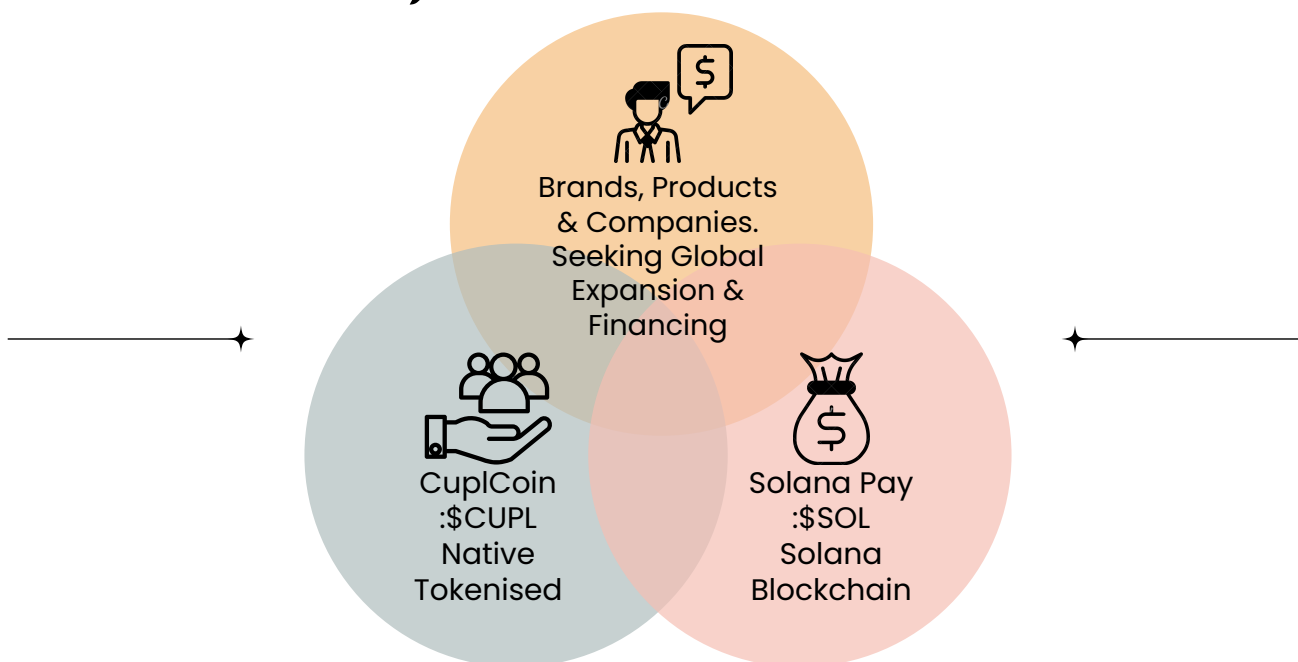 Brands, Products
& Companies.
Seeking Global
Expansion &
Financing
CuplCoin
:$CUPL
Native
Tokenised
Solana Pay
:$SOL
Solana
Blockchain